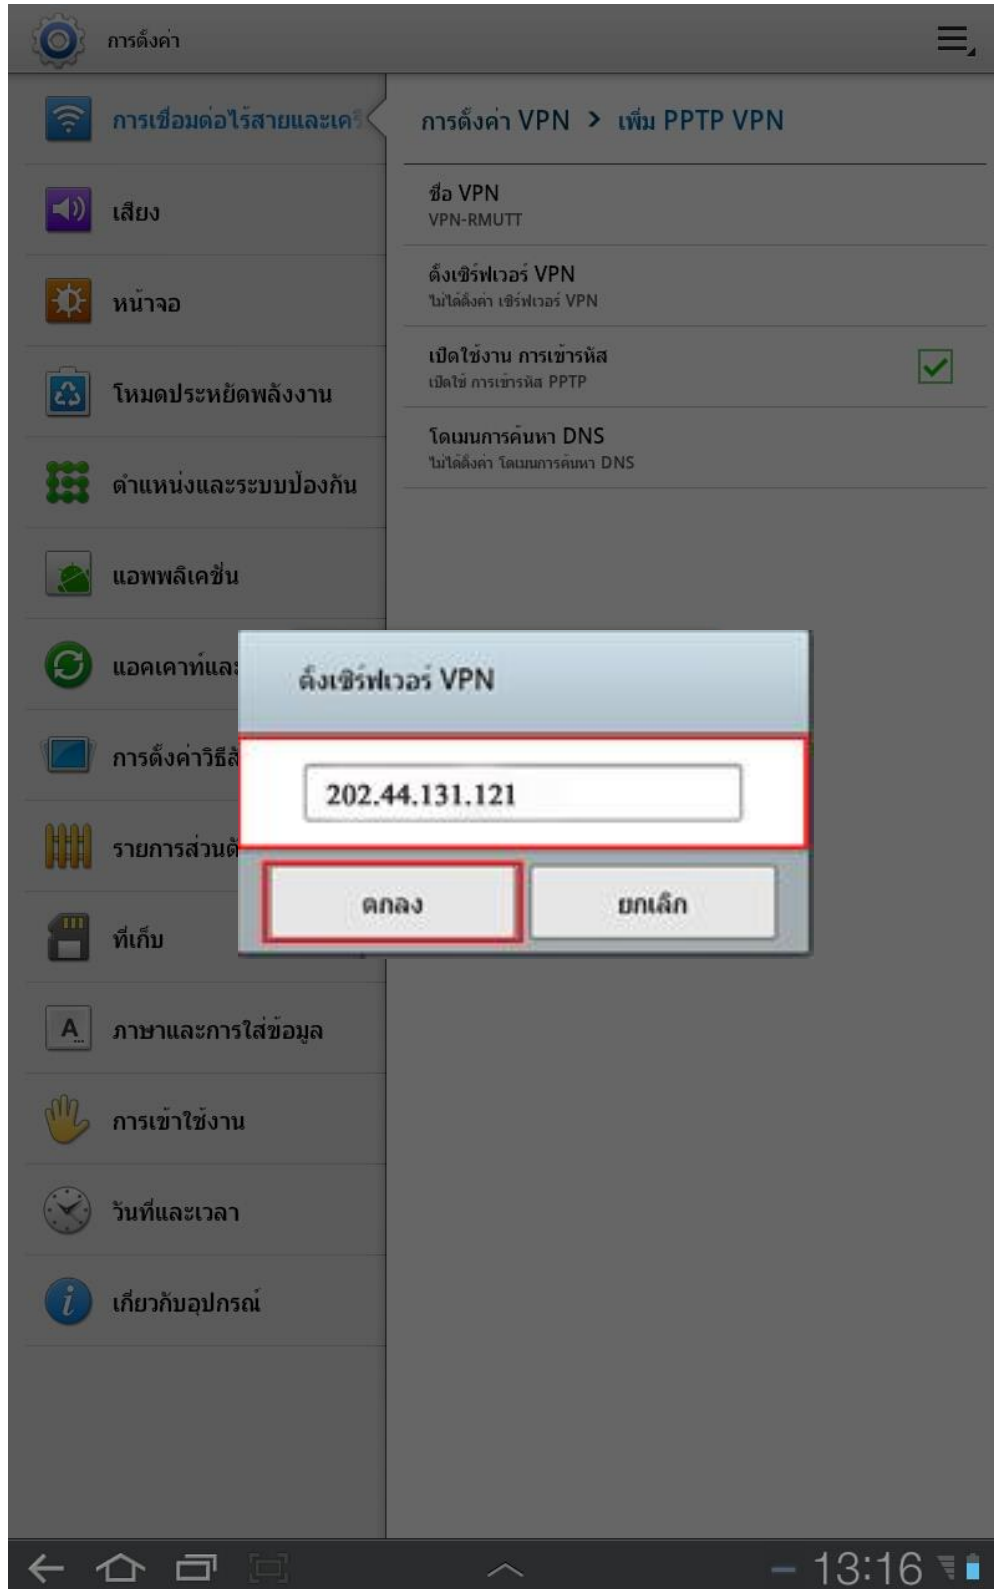 การตั้งค่า
การเชื่อมต่อไร้สายและเครื
เสียง
หน้าจอ
โหมดประหยัดพลังงาน
ตำแหน่งและระบบป้องกัน
แอพพลิเคชั่น
แอคเคาท์และ
การตั้งค่าวิธีสั
รายการส่วนตั
ที่เก็บ
ภาษาและการใส่ข้อมูล
การเข้าใช้งาน
วันที่และเวลา
เกี่ยวกับอุปกรณ์
การตั้งค่า VPN > เพิ่ม PPTP VPN
ชื่อ VPN
VPN-RMUTT
ตั้งเซิร์ฟเวอร์ VPN
ไม่ได้ตั้งค่า เซิร์ฟเวอร์ VPN
เปิดใช้งาน การเข้ารหัส
เปิดใช้ การเข้ารหัส PPTP
โดเมนการค้นหา DNS
ไม่ได้ตั้งค่า โดเมนการค้นหา DNS
ตั้งเซิร์ฟเวอร์ VPN
202.44.131.121
ตกลง ยกเลิก
13:16